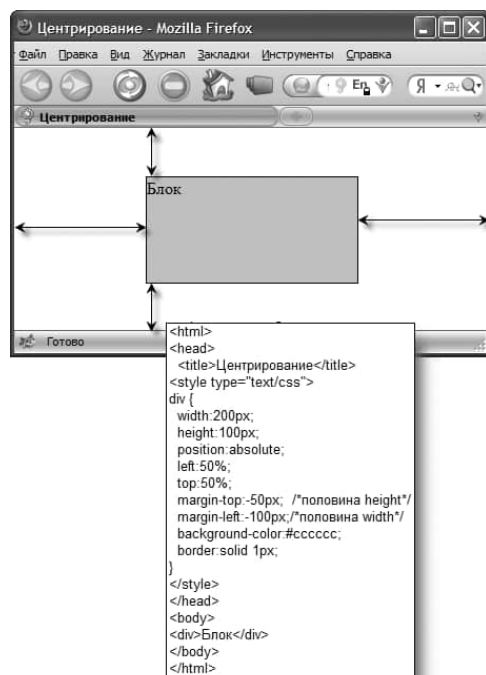 Центрирование - Mozilla Firefox
Файл Правка Вид Журнал Закладки Инструменты Справка
En Я
Центрирование
Блок
Готово
<html>
<head>
<title>Центрирование</title>
<style type="text/css">
div {
width:200px;
height:100px;
position:absolute;
left:50%;
top:50%;
margin-top:-50px; /*половина height*/
margin-left:-100px;/*половина width*/
background-color:#cccccc;
border:solid 1px;
}
</style>
</head>
<body>
<div>Блок</div>
</body>
</html>